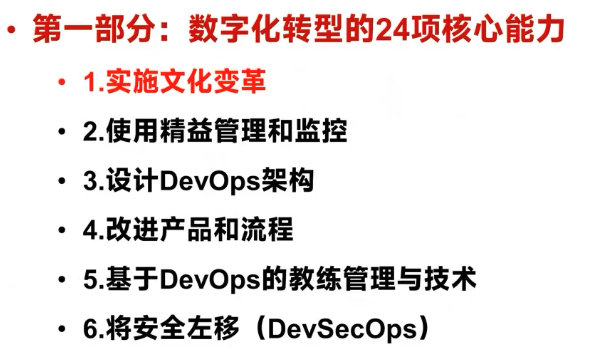 • 第一部分：数字化转型的24项核心能力
• 1.实施文化变革
• 2.使用精益管理和监控
• 3.设计DevOps架构
• 4.改进产品和流程
• 5.基于DevOps的教练管理与技术
• 6.将安全左移（DevSecOps）